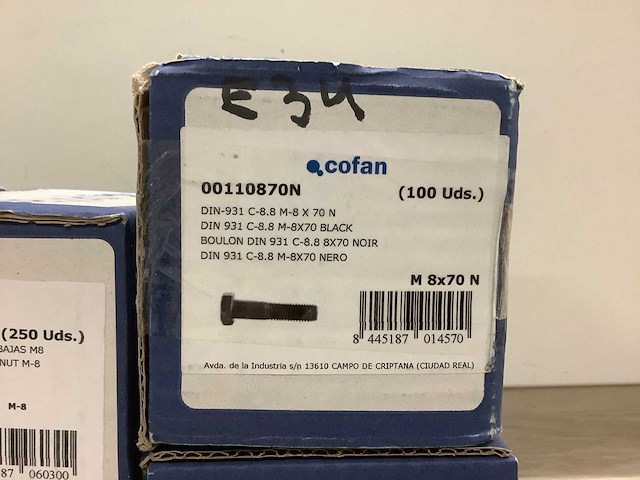 E34
cofan
00110870N
(100 Uds.)
DIN-931 C-8.8 M-8 X 70 N
DIN 931 C-8.8 M-8X70 BLACK
BOULON DIN 931 C-8.8 8X70 NOIR
DIN 931 C-8.8 M-8X70 NERO
M 8x70 N
8 445187 014570
Avda. de la Industria s/n 13610 CAMPO DE CRIPTANA (CIUDAD REAL)
(250 Uds.)
BAJAS M8
NUT M-8
M-8
87 060300